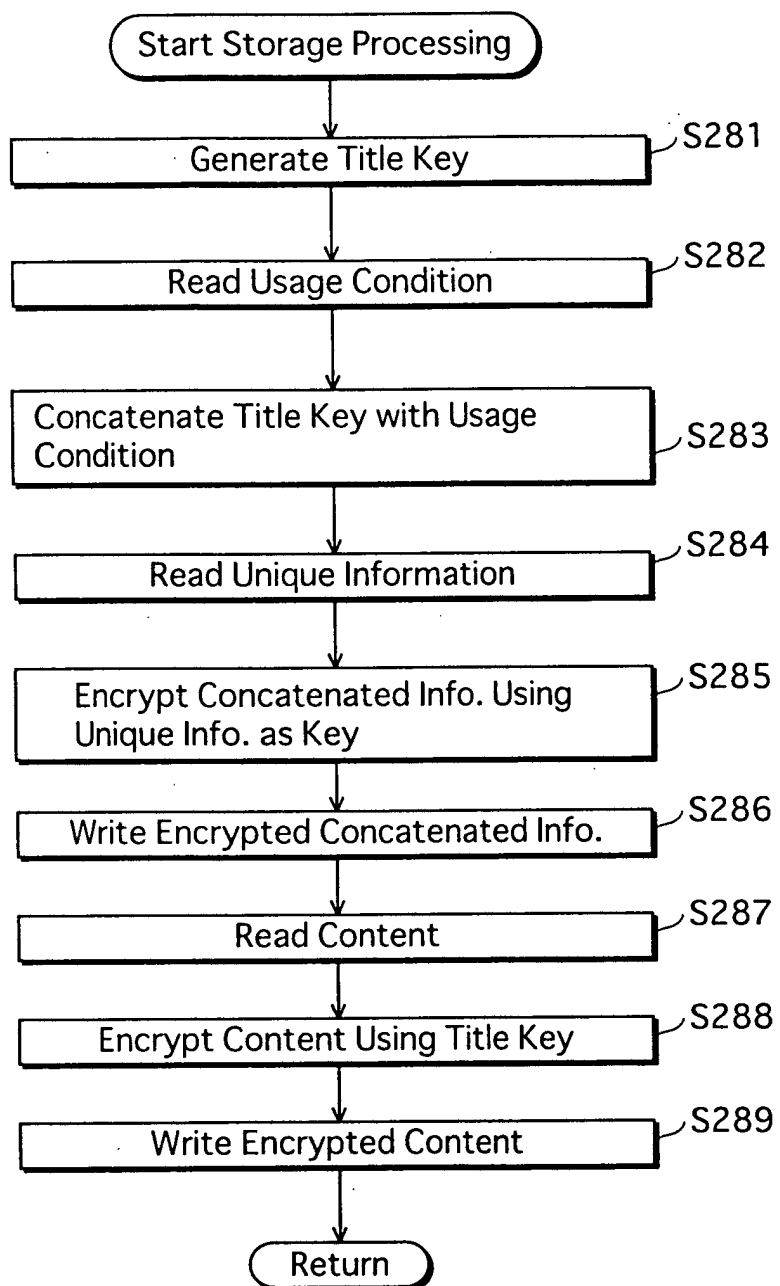 Start Storage Processing
S281
Generate Title Key
S282
Read Usage Condition
Concatenate Title Key with Usage
Condition
S283
S284
Read Unique Information
S285
Encrypt Concatenated Info. Using
Unique Info. as Key
S286
Write Encrypted Concatenated Info.
S287
Read Content
S288
Encrypt Content Using Title Key
S289
Write Encrypted Content
Return